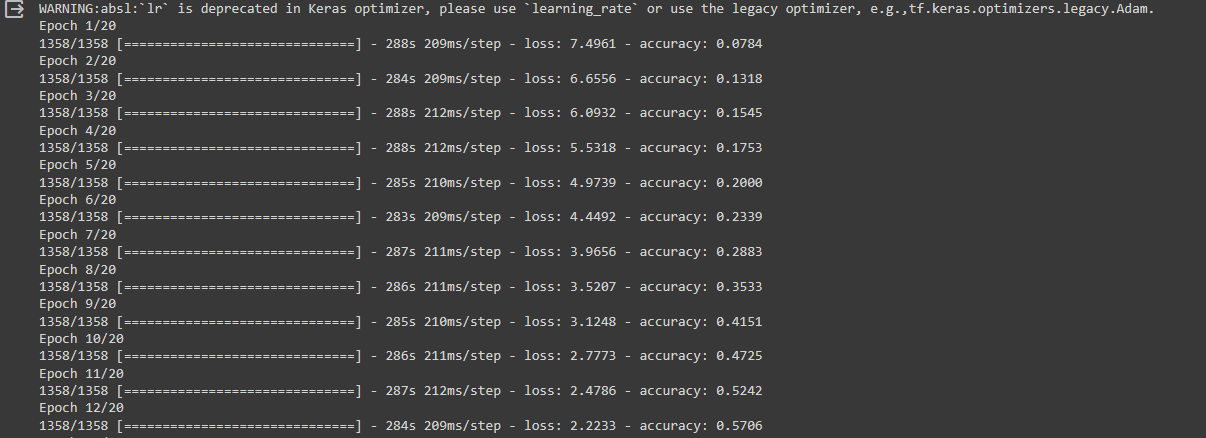 WARNING:absl:`lr` is deprecated in Keras optimizer, please use `learning_rate` or use the legacy optimizer, e.g.,tf.keras.optimizers.legacy.Adam.
Epoch 1/20
1358/1358 [==============================] - 288s 209ms/step - loss: 7.4961 - accuracy: 0.0784
Epoch 2/20
1358/1358 [==============================] - 284s 209ms/step - loss: 6.6556 - accuracy: 0.1318
Epoch 3/20
1358/1358 [==============================] - 288s 212ms/step - loss: 6.0932 - accuracy: 0.1545
Epoch 4/20
1358/1358 [==============================] - 288s 212ms/step - loss: 5.5318 - accuracy: 0.1753
Epoch 5/20
1358/1358 [==============================] - 285s 210ms/step - loss: 4.9739 - accuracy: 0.2000
Epoch 6/20
1358/1358 [==============================] - 283s 209ms/step - loss: 4.4492 - accuracy: 0.2339
Epoch 7/20
1358/1358 [==============================] - 287s 211ms/step - loss: 3.9656 - accuracy: 0.2883
Epoch 8/20
1358/1358 [==============================] - 286s 211ms/step - loss: 3.5207 - accuracy: 0.3533
Epoch 9/20
1358/1358 [==============================] - 285s 210ms/step - loss: 3.1248 - accuracy: 0.4151
Epoch 10/20
1358/1358 [==============================] - 286s 211ms/step - loss: 2.7773 - accuracy: 0.4725
Epoch 11/20
1358/1358 [==============================] - 287s 212ms/step - loss: 2.4786 - accuracy: 0.5242
Epoch 12/20
1358/1358 [==============================] - 284s 209ms/step - loss: 2.2233 - accuracy: 0.5706